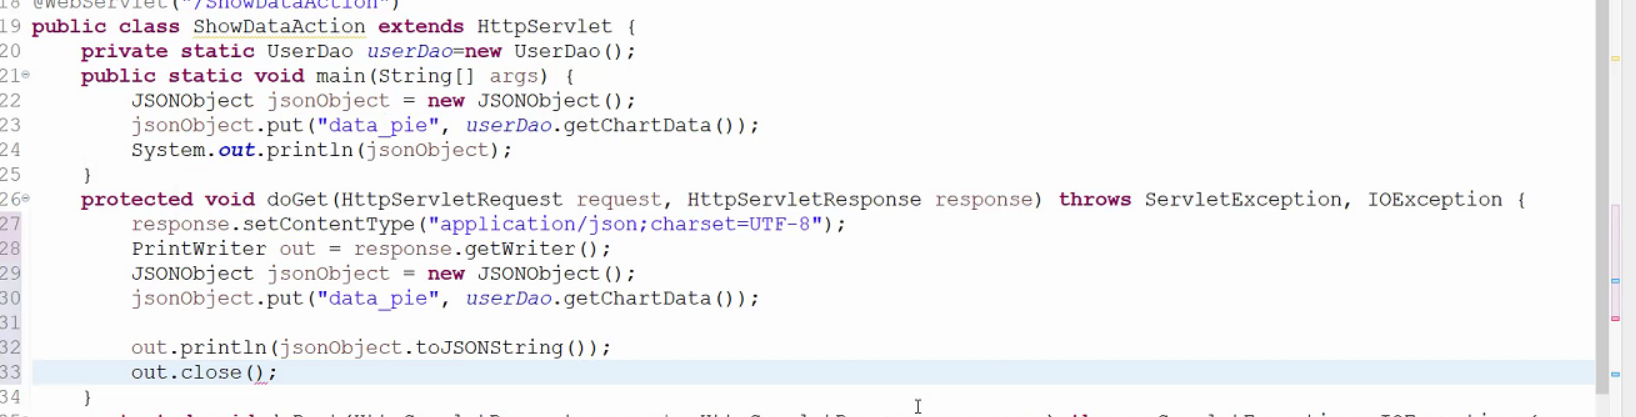 18 @WebServlet("/ShowDataAction")
19 public class ShowDataAction extends HttpServlet {
20     private static UserDao userDao=new UserDao();
21     public static void main(String[] args) {
22         JSONObject jsonObject = new JSONObject();
23         jsonObject.put("data_pie", userDao.getChartData());
24         System.out.println(jsonObject);
25     }
26     protected void doGet(HttpServletRequest request, HttpServletResponse response) throws ServletException, IOException {
27         response.setContentType("application/json;charset=UTF-8");
28         PrintWriter out = response.getWriter();
29         JSONObject jsonObject = new JSONObject();
30         jsonObject.put("data_pie", userDao.getChartData());
31
32         out.println(jsonObject.toJSONString());
33         out.close();
34     }